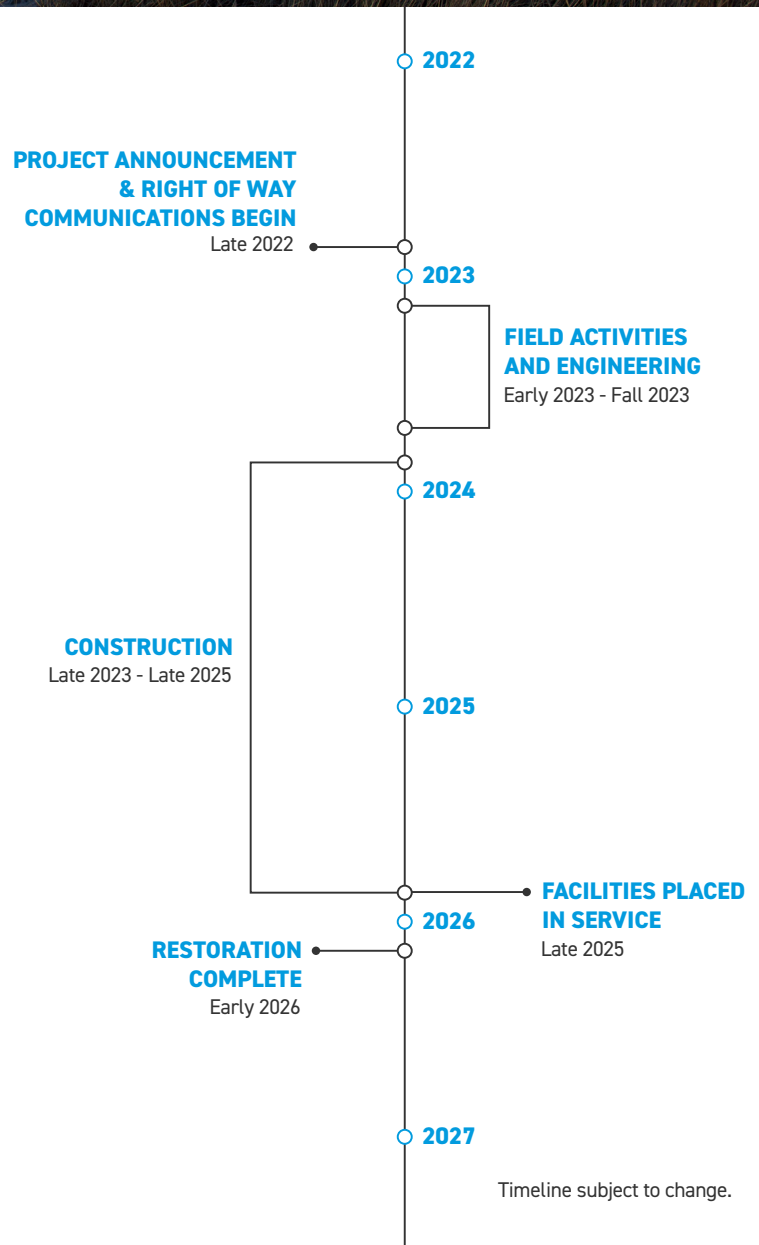 2022
PROJECT ANNOUNCEMENT
& RIGHT OF WAY
COMMUNICATIONS BEGIN
Late 2022
2023
FIELD ACTIVITIES
AND ENGINEERING
Early 2023 - Fall 2023
2024
CONSTRUCTION
Late 2023 - Late 2025
2025
FACILITIES PLACED
IN SERVICE
Late 2025
2026
RESTORATION
COMPLETE
Early 2026
2027
Timeline subject to change.